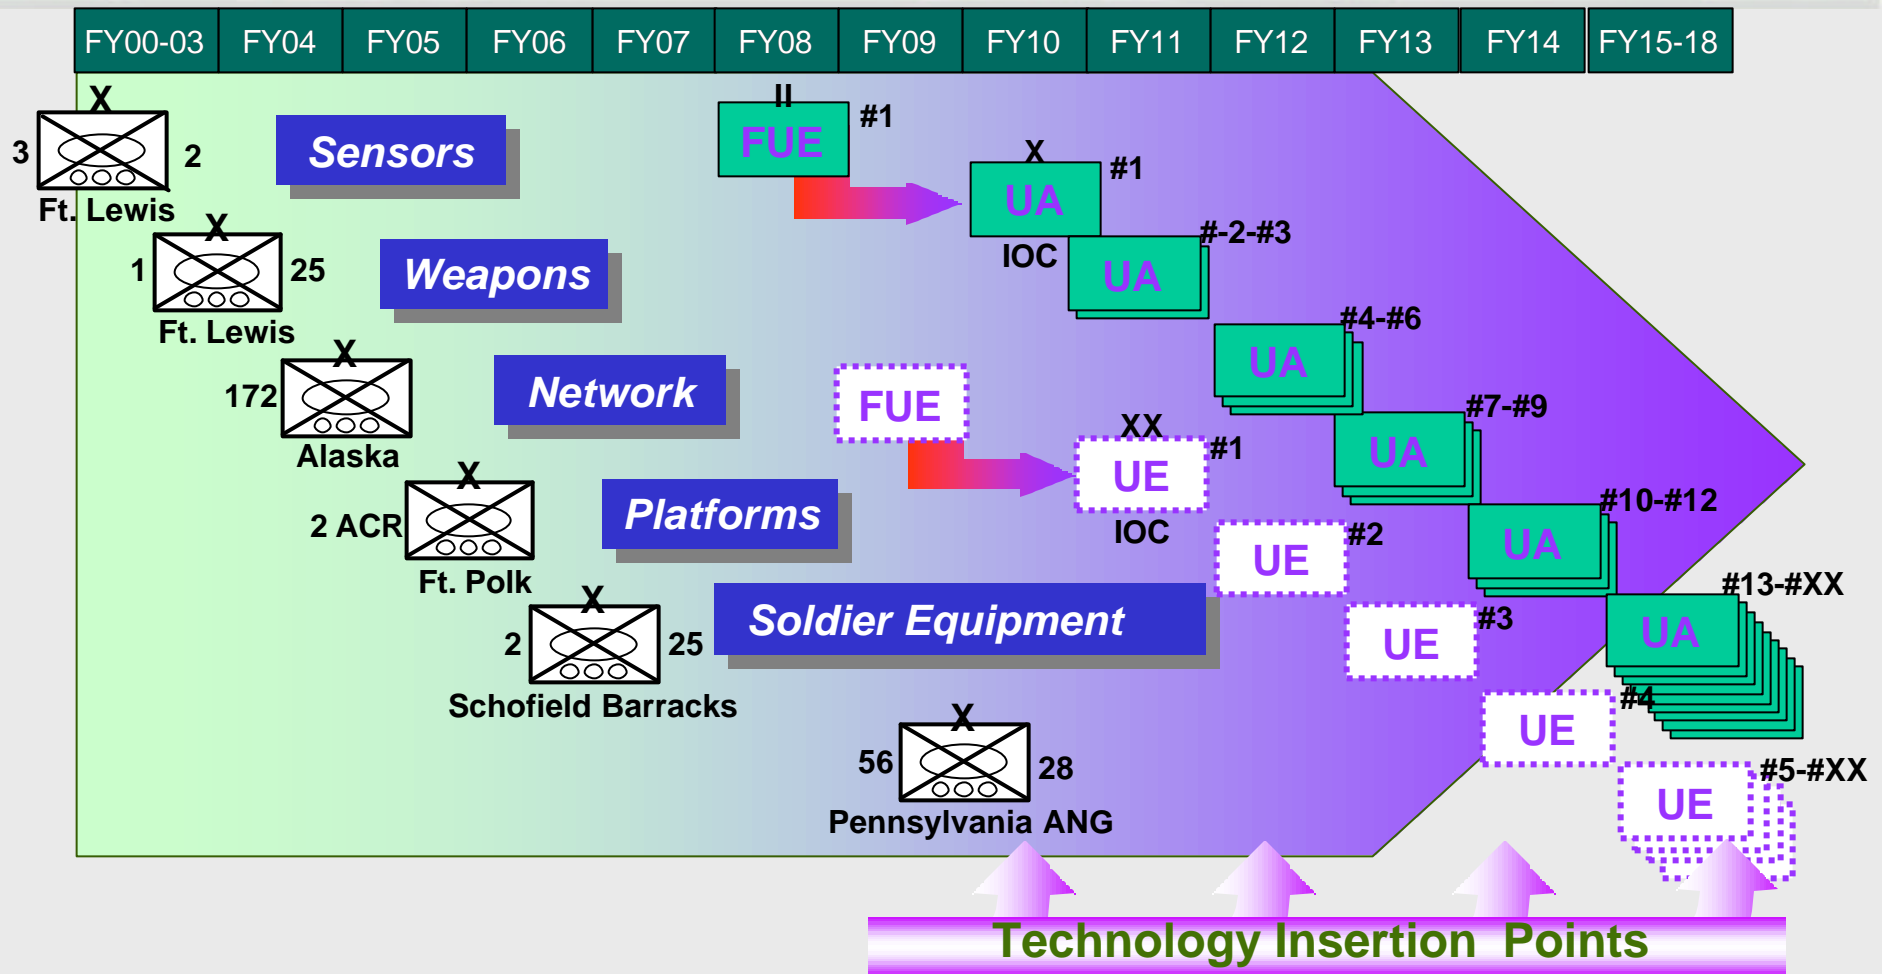 FY00-03 FY04 FY05 FY06 FY07 FY08 FY09 FY10 FY11 FY12 FY13 FY14 FY15-18
X
3 2
Ft. Lewis
X
1 25
Ft. Lewis
X
172
Alaska
X
2 ACR
Ft. Polk
X
2 25
Schofield Barracks
X
56 28
Pennsylvania ANG
Sensors
Weapons
Network
Platforms
Soldier Equipment
II
FUE #1
X
UA #1
IOC
UA #-2-#3
UA #4-#6
UA #7-#9
UA #10-#12
UA #13-#XX
FUE
XX
UE #1
IOC
UE #2
UE #3
UE #4
UE #5-#XX
Technology Insertion Points